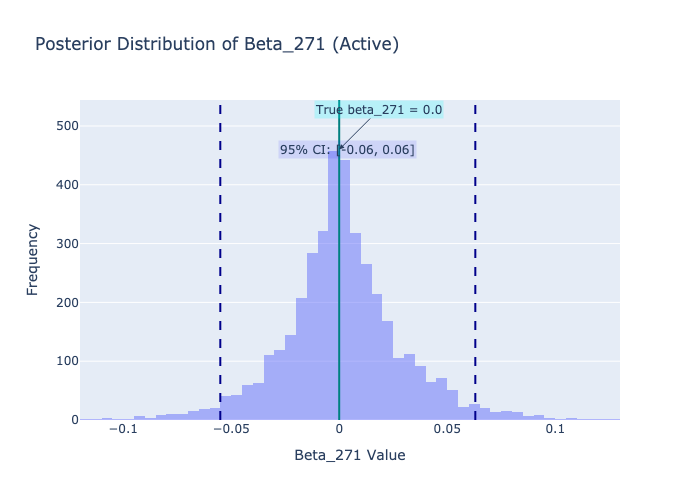 Posterior Distribution of Beta_271 (Active)
True beta_271 = 0.0
95% CI: [-0.06, 0.06]
500
400
300
200
100
0
Frequency
−0.1
−0.05
0
0.05
0.1
Beta_271 Value